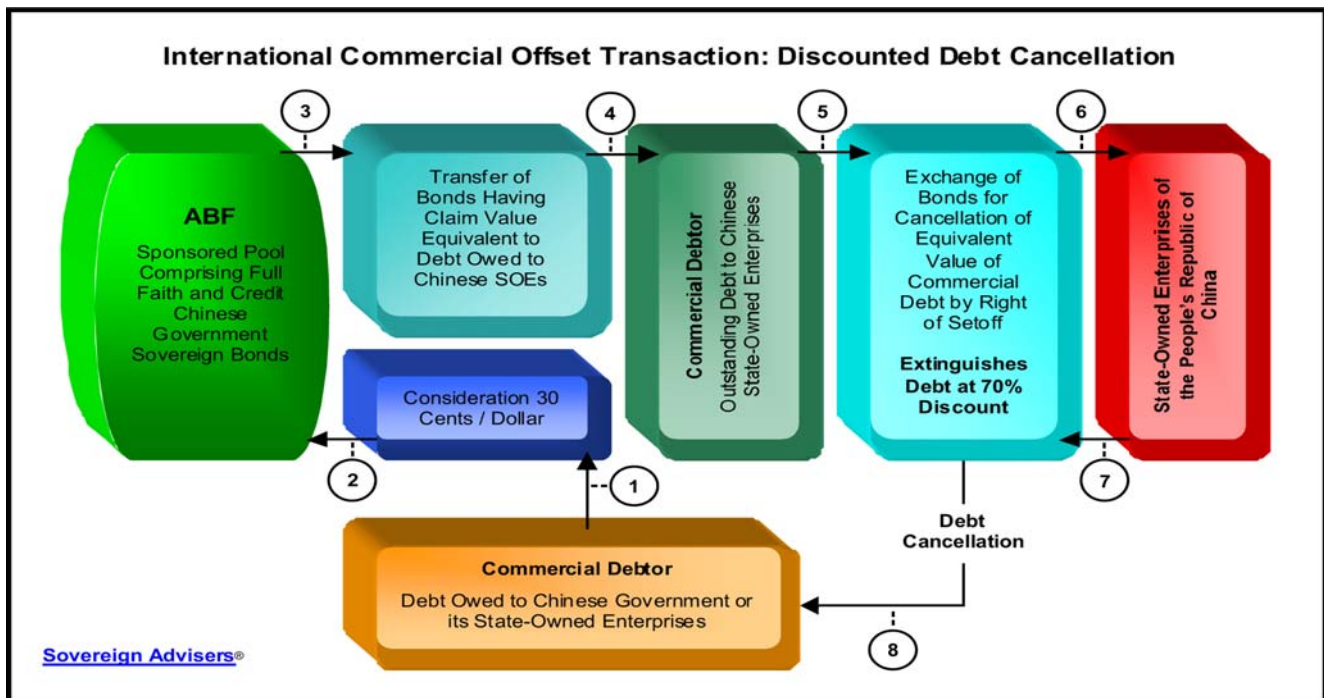 International Commercial Offset Transaction: Discounted Debt Cancellation
3
4
5
6
ABF
Sponsored Pool
Comprising Full
Faith and Credit
Chinese
Government
Sovereign Bonds
Transfer of
Bonds Having
Claim Value
Equivalent to
Debt Owed to
Chinese SOEs
Consideration 30
Cents / Dollar
Commercial Debtor
Outstanding Debt to Chinese
State-Owned Enterprises
Exchange of
Bonds for
Cancellation of
Equivalent
Value of
Commercial
Debt by Right
of Setoff
Extinguishes
Debt at 70%
Discount
State-Owned Enterprises of
the People's Republic of
China
2
1
7
Debt
Cancellation
Commercial Debtor
Debt Owed to Chinese Government or
its State-Owned Enterprises
8
Sovereign Advisers®